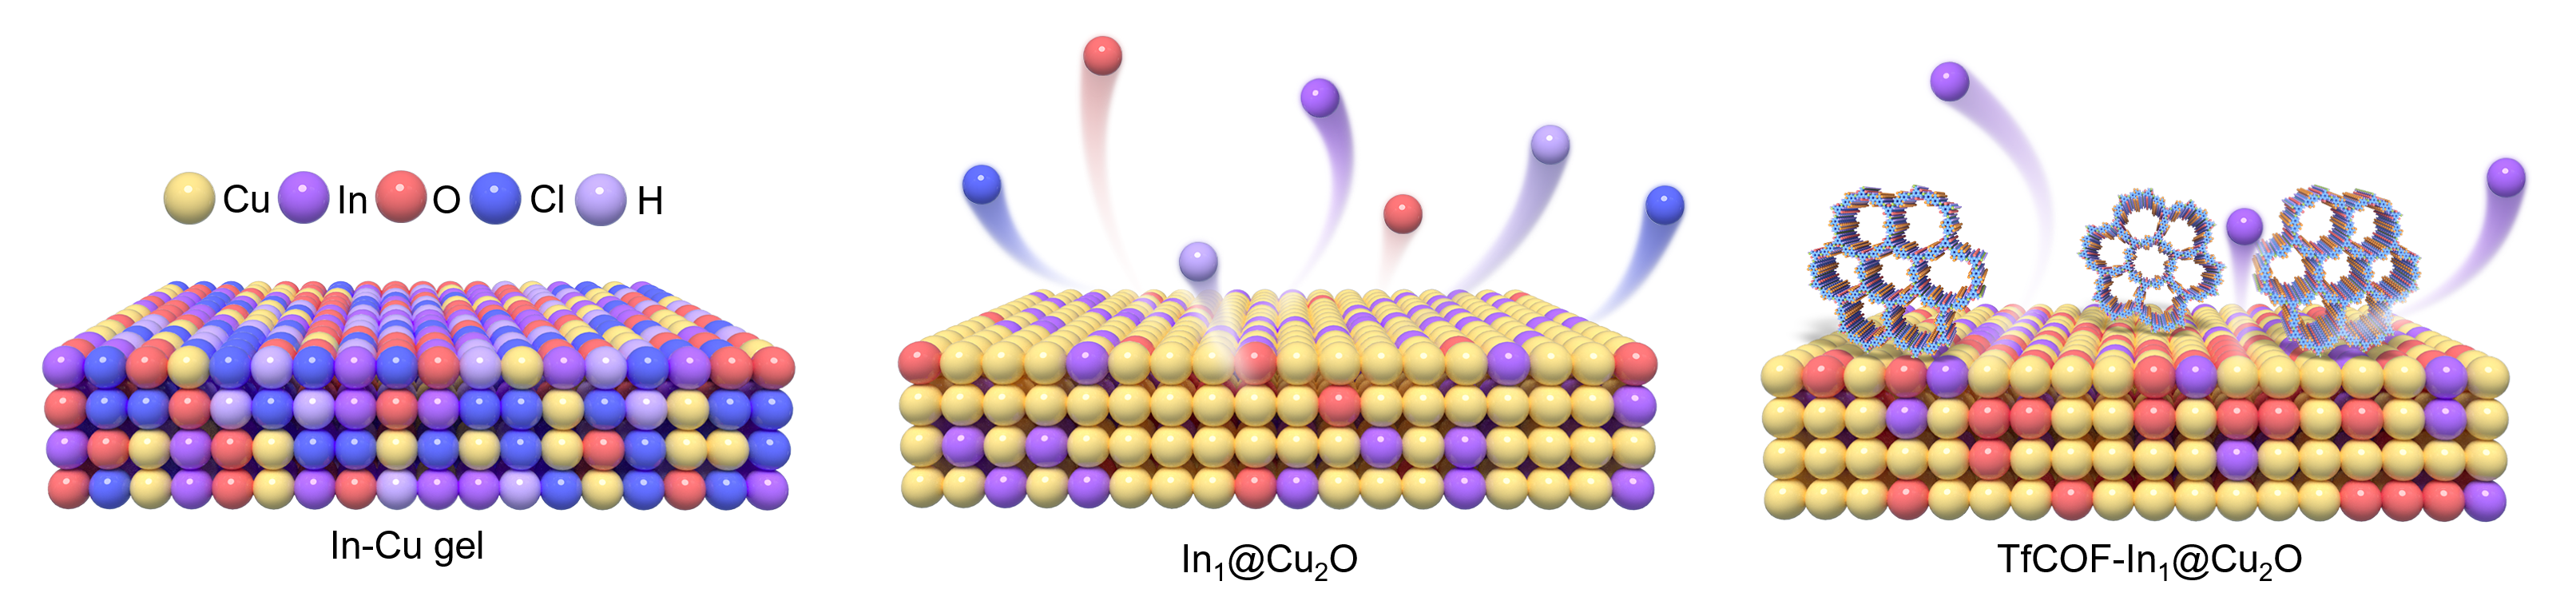 Cu In O Cl H
In-Cu gel
In₁@Cu₂O
TfCOF-In₁@Cu₂O